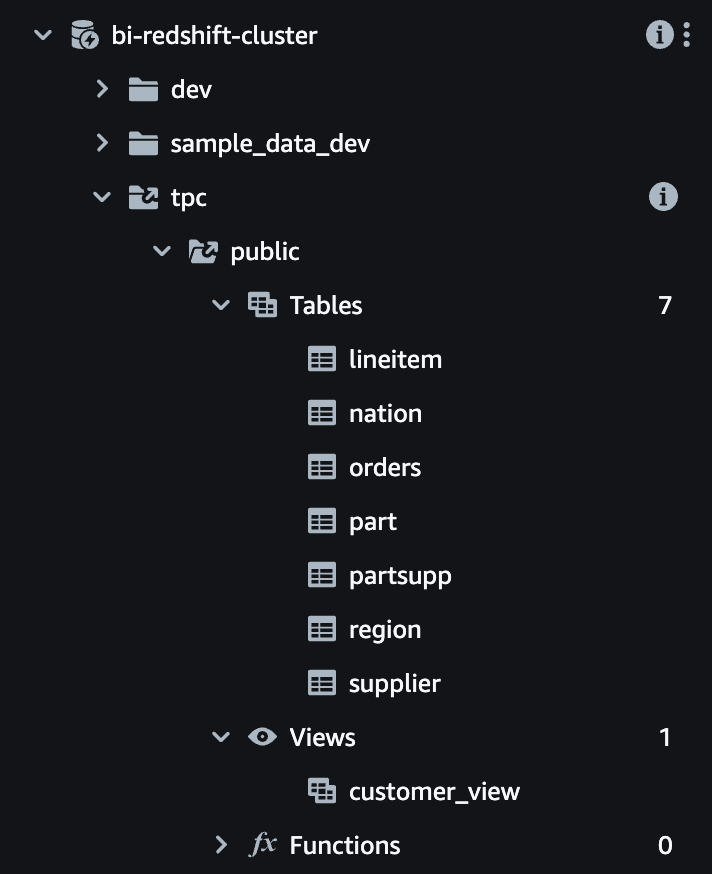 bi-redshift-cluster
dev
sample_data_dev
tpc
public
Tables 7
lineitem
nation
orders
part
partsupp
region
supplier
Views 1
customer_view
fx Functions 0